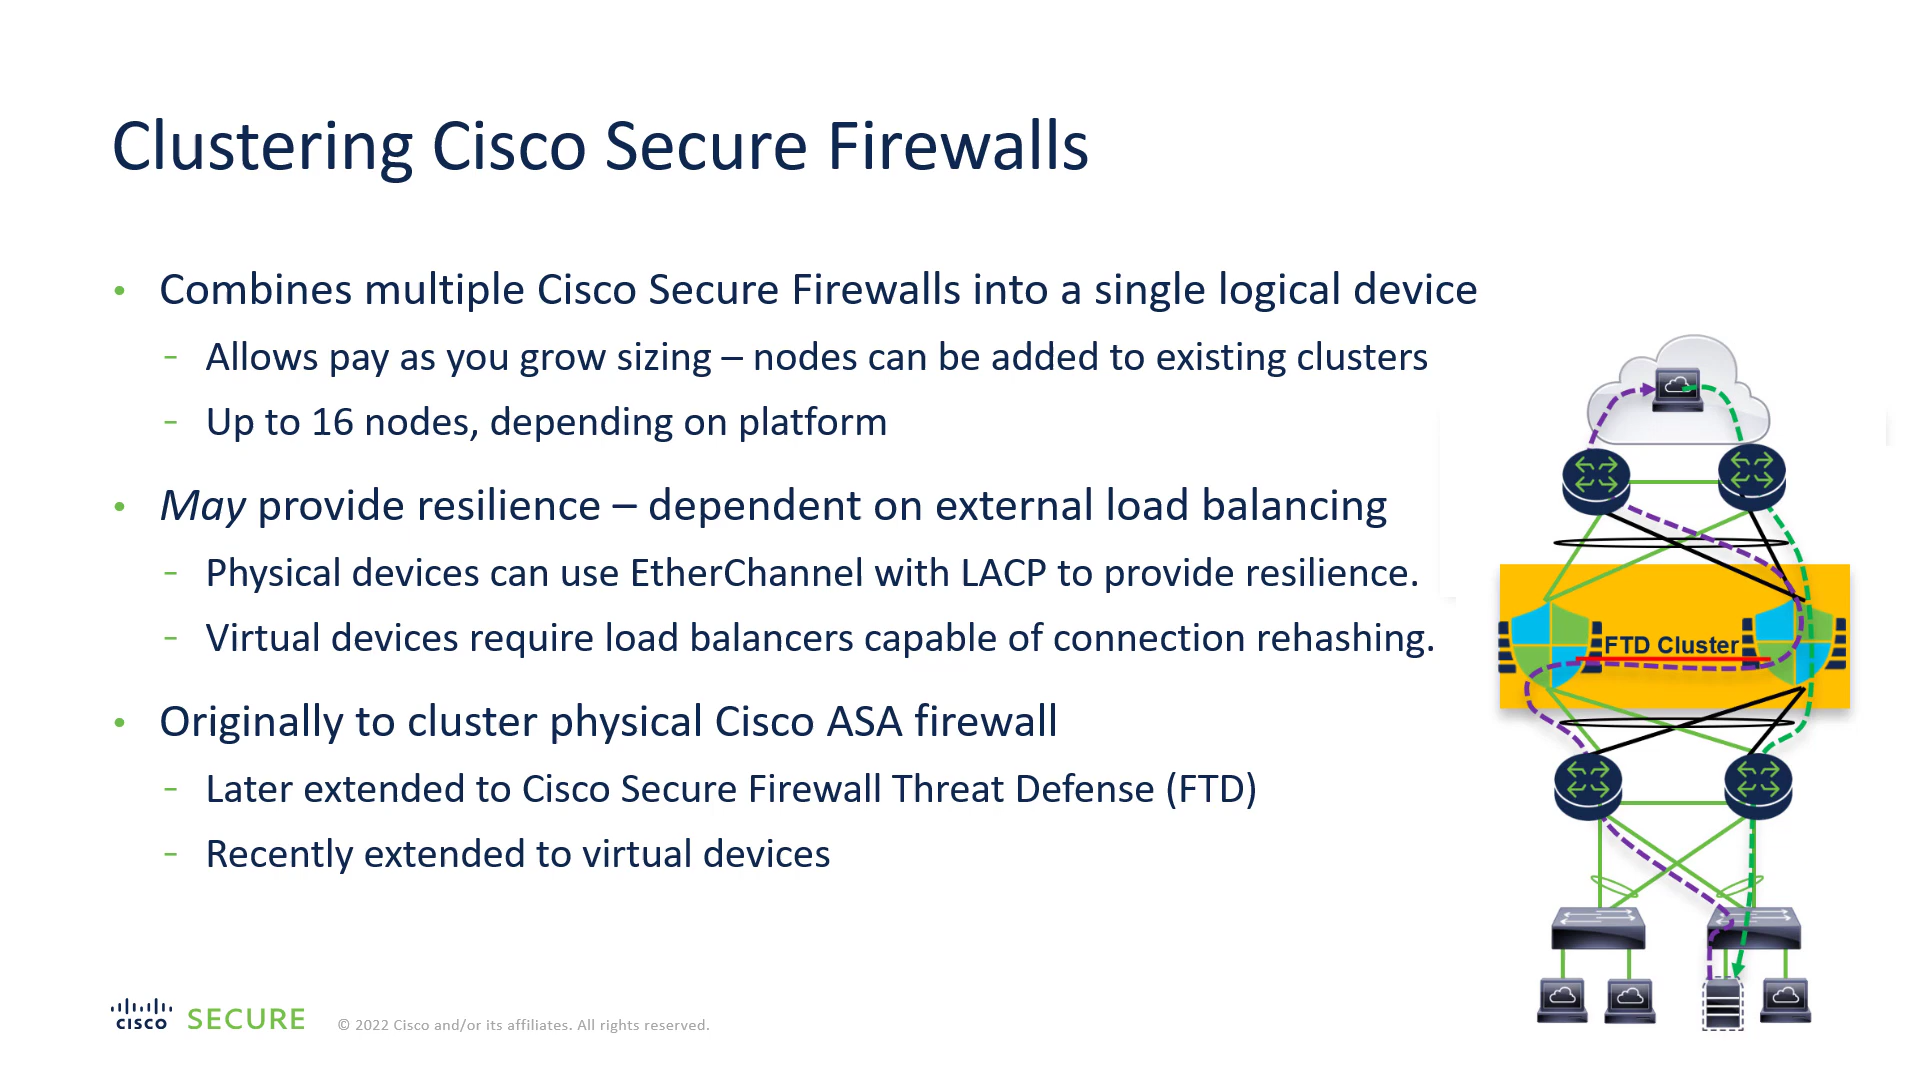 Clustering Cisco Secure Firewalls
• Combines multiple Cisco Secure Firewalls into a single logical device
- Allows pay as you grow sizing – nodes can be added to existing clusters
- Up to 16 nodes, depending on platform
• May provide resilience – dependent on external load balancing
- Physical devices can use EtherChannel with LACP to provide resilience.
- Virtual devices require load balancers capable of connection rehashing.
• Originally to cluster physical Cisco ASA firewall
- Later extended to Cisco Secure Firewall Threat Defense (FTD)
- Recently extended to virtual devices
FTD Cluster
cisco SECURE
© 2022 Cisco and/or its affiliates. All rights reserved.